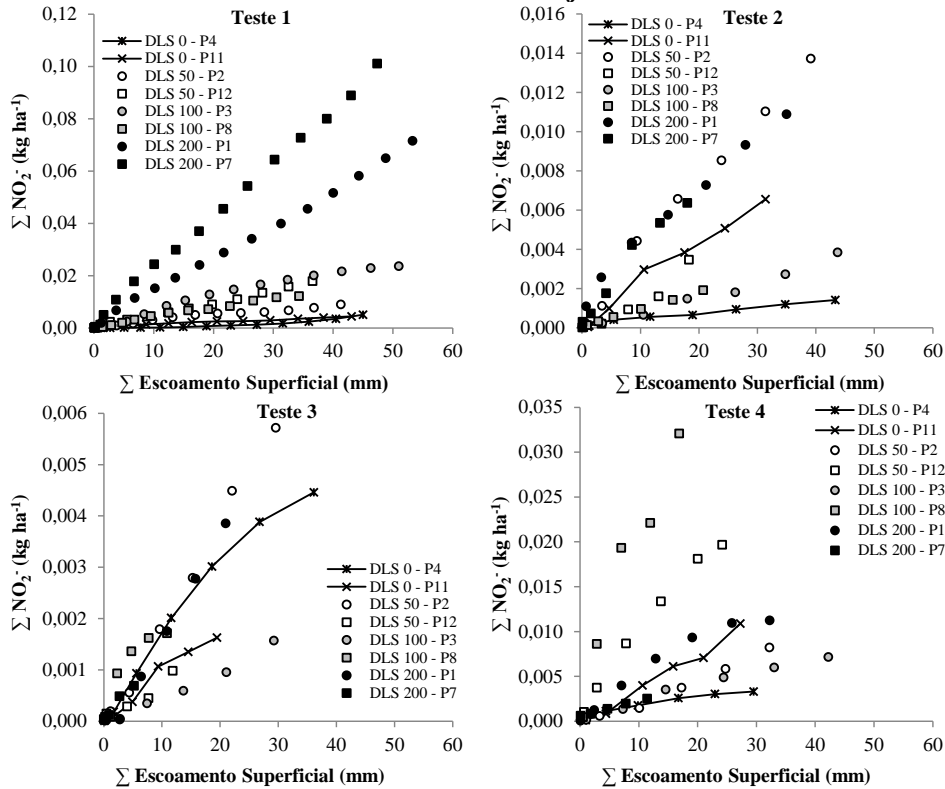 Teste 1
DLS 0 - P4
DLS 0 - P11
DLS 50 - P2
DLS 50 - P12
DLS 100 - P3
DLS 100 - P8
DLS 200 - P1
DLS 200 - P7
∑ NO₂⁻ (kg ha⁻¹)
0,10
0,08
0,06
0,04
0,02
0,00
0 10 20 30 40 50 60
∑ Escoamento Superficial (mm)
Teste 2
DLS 0 - P4
DLS 0 - P11
DLS 50 - P2
DLS 50 - P12
DLS 100 - P3
DLS 100 - P8
DLS 200 - P1
DLS 200 - P7
∑ NO₂⁻ (kg ha⁻¹)
0,016
0,014
0,012
0,010
0,008
0,006
0,004
0,002
0,000
0 10 20 30 40 50 60
∑ Escoamento Superficial (mm)
Teste 3
DLS 0 - P4
DLS 0 - P11
DLS 50 - P2
DLS 50 - P12
DLS 100 - P3
DLS 100 - P8
DLS 200 - P1
DLS 200 - P7
∑ NO₂⁻ (kg ha⁻¹)
0,006
0,005
0,004
0,003
0,002
0,001
0,000
0 10 20 30 40 50 60
∑ Escoamento Superficial (mm)
Teste 4
DLS 0 - P4
DLS 0 - P11
DLS 50 - P2
DLS 50 - P12
DLS 100 - P3
DLS 100 - P8
DLS 200 - P1
DLS 200 - P7
∑ NO₂⁻ (kg ha⁻¹)
0,035
0,030
0,025
0,020
0,015
0,010
0,005
0,000
0 10 20 30 40 50 60
∑ Escoamento Superficial (mm)